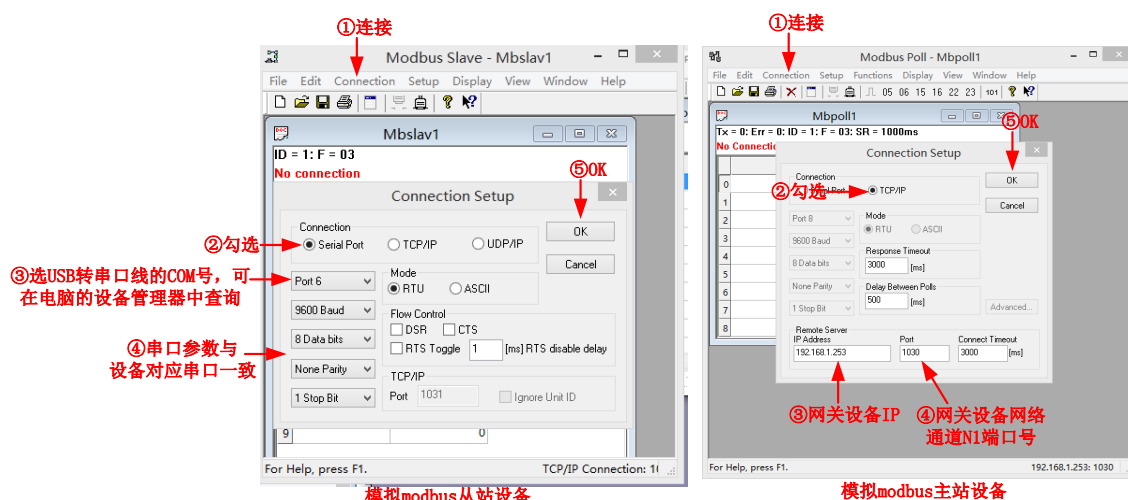 ①连接
Modbus Slave - Mbslav1
File Edit Connection Setup Display View Window Help
Mbslav1
ID = 1: F = 03
No connection
⑤OK
Connection Setup
Connection
②勾选
Serial Port
TCP/IP
UDP/IP
OK
Cancel
③选USB转串口线的COM号，可
在电脑的设备管理器中查询
Port 6
Mode
RTU
ASCII
9600 Baud
Flow Control
DSR
CTS
8 Data bits
RTS Toggle
1
[ms] RTS disable delay
④串口参数与
设备对应串口一致
None Parity
TCP/IP
1 Stop Bit
Port
1031
Ignore Unit ID
9
0
For Help, press F1.
TCP/IP Connection: 1
模拟modbus从站设备
①连接
Modbus Poll - Mbpoll1
File Edit Connection Setup Functions Display View Window Help
05 06 15 16 22 23 101
Mbpoll1
⑤OK
Tx = 0: Err = 0: ID = 1: F = 03: SR = 1000ms
No Connectio
Connection Setup
0
1
2
3
4
5
6
7
8
Connection
②勾选
Port
TCP/IP
OK
Cancel
Port 8
Mode
RTU
ASCII
9600 Baud
Response Timeout
8 Data bits
3000
[ms]
None Parity
Delay Between Polls
500
[ms]
1 Stop Bit
Advanced...
Remote Server
IP Address
Port
Connect Timeout
192.168.1.253
1030
3000
[ms]
③网关设备IP
④网关设备网络
通道N1端口号
For Help, press F1.
192.168.1.253: 1030
模拟modbus主站设备